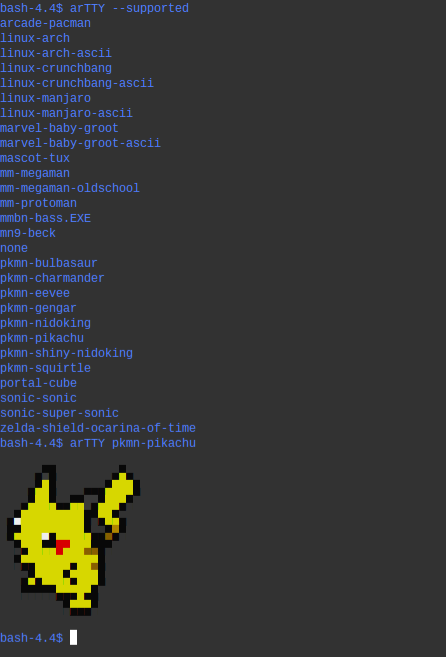 bash-4.4$ arTTY --supported
arcade-pacman
linux-arch
linux-arch-ascii
linux-crunchbang
linux-crunchbang-ascii
linux-manjaro
linux-manjaro-ascii
marvel-baby-groot
marvel-baby-groot-ascii
mascot-tux
mm-megaman
mm-megaman-oldschool
mm-protoman
mmbn-bass.EXE
mn9-beck
none
pkmn-bulbasaur
pkmn-charmander
pkmn-eevee
pkmn-gengar
pkmn-nidoking
pkmn-pikachu
pkmn-shiny-nidoking
pkmn-squirtle
portal-cube
sonic-sonic
sonic-super-sonic
zelda-shield-ocarina-of-time
bash-4.4$ arTTY pkmn-pikachu
bash-4.4$